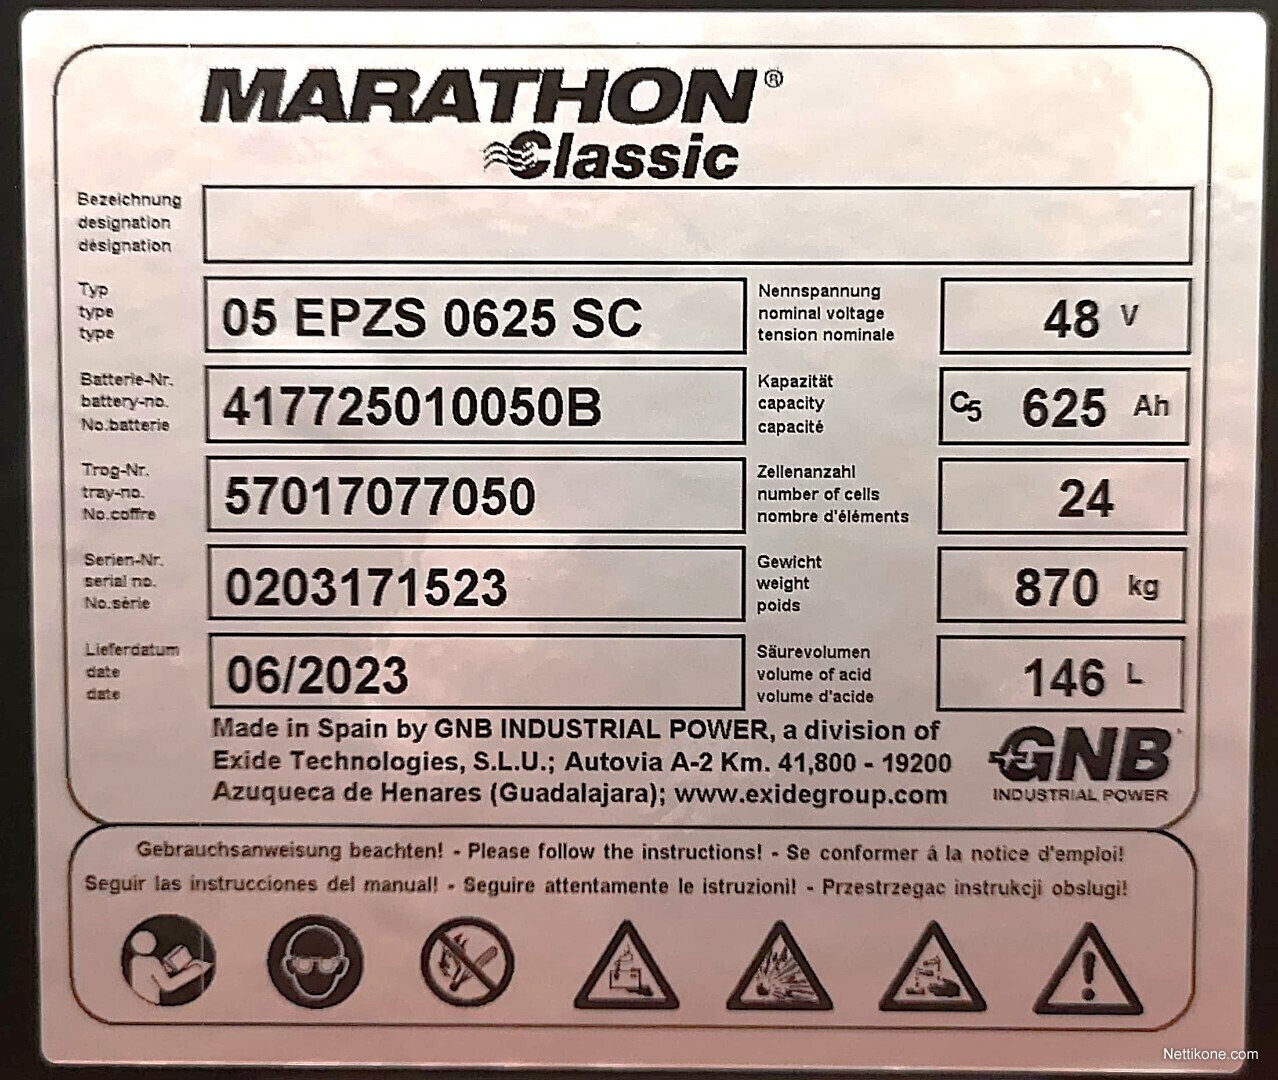 MARATHON®
Classic
Bezeichnung
designation
désignation
Typ
type
type
05 EPZS 0625 SC
Nennspannung
nominal voltage
tension nominale
48 V
Batterie-Nr.
battery-no.
No.batterie
417725010050B
Kapazität
capacity
capacité
C5 625 Ah
Trog-Nr.
tray-no.
No.coffre
57017077050
Zellenanzahl
number of cells
nombre d'éléments
24
Serien-Nr.
serial no.
No.série
0203171523
Gewicht
weight
poids
870 kg
Lieferdatum
date
date
06/2023
Säurevolumen
volume of acid
volume d'acide
146 L
Made in Spain by GNB INDUSTRIAL POWER, a division of
Exide Technologies, S.L.U.; Autovia A-2 Km. 41,800 - 19200
Azuqueca de Henares (Guadalajara); www.exidegroup.com
GNB
INDUSTRIAL POWER
Gebrauchsanweisung beachten! - Please follow the instructions! - Se conformer á la notice d'emploi!
Seguir las instrucciones del manual! - Seguire attentamente le istruzioni! - Przestrzegac instrukcji obslugi!
Nettikone.com